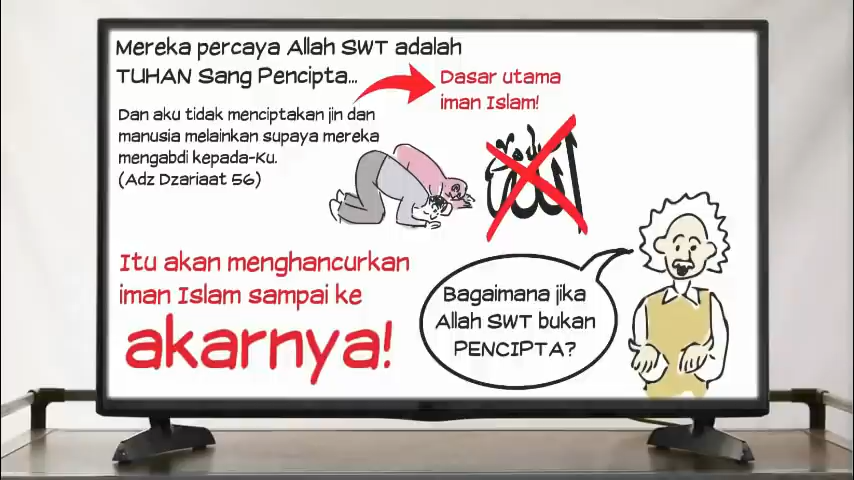 Mereka percaya Allah SWT adalah
TUHAN Sang Pencipta...
Dasar utama
iman Islam!
Dan aku tidak menciptakan jin dan
manusia melainkan supaya mereka
mengabdi kepada-Ku.
(Adz Dzariaat 56)
الله
Itu akan menghancurkan
iman Islam sampai ke
akarnya!
Bagaimana jika
Allah SWT bukan
PENCIPTA?